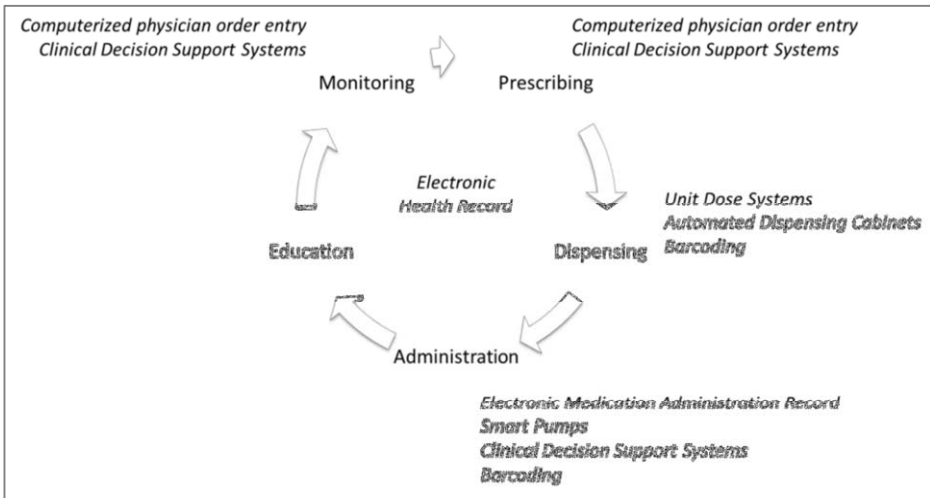 Computerized physician order entry
Clinical Decision Support Systems
Computerized physician order entry
Clinical Decision Support Systems
Monitoring
Prescribing
Electronic
Health Record
Unit Dose Systems
Automated Dispensing Cabinets
Barcoding
Education
Dispensing
Administration
Electronic Medication Administration Record
Smart Pumps
Clinical Decision Support Systems
Barcoding